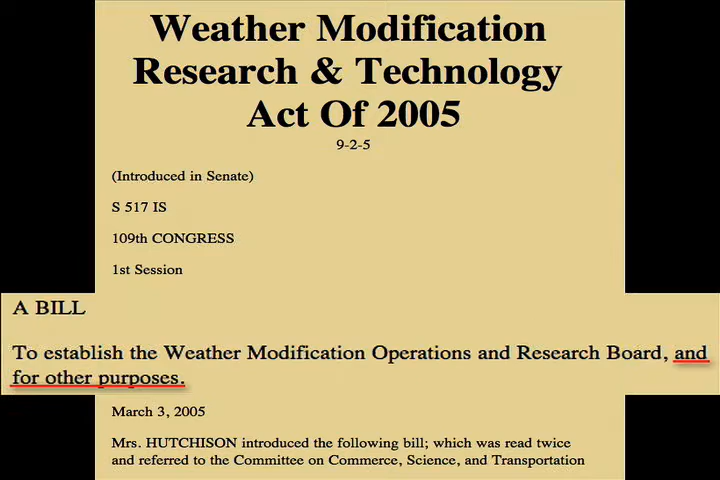 Weather Modification
Research & Technology
Act Of 2005
9-2-5
(Introduced in Senate)
S 517 IS
109th CONGRESS
1st Session
A BILL
To establish the Weather Modification Operations and Research Board, and
for other purposes.
March 3, 2005
Mrs. HUTCHISON introduced the following bill; which was read twice
and referred to the Committee on Commerce, Science, and Transportation